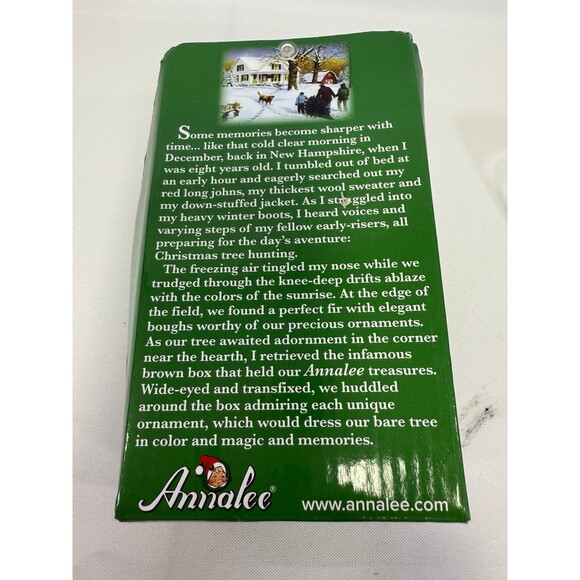 Some memories become sharper with
time... like that cold clear morning in
December, back in New Hampshire, when I
was eight years old. I tumbled out of bed at
an early hour and eagerly searched out my
red long johns, my thickest wool sweater and
my down-stuffed jacket. As I struggled into
my heavy winter boots, I heard voices and
varying steps of my fellow early-risers, all
preparing for the day's aventure:
Christmas tree hunting.
The freezing air tingled my nose while we
trudged through the knee-deep drifts ablaze
with the colors of the sunrise. At the edge of
the field, we found a perfect fir with elegant
boughs worthy of our precious ornaments.
As our tree awaited adornment in the corner
near the hearth, I retrieved the infamous
brown box that held our Annalee treasures.
Wide-eyed and transfixed, we huddled
around the box admiring each unique
ornament, which would dress our bare tree
in color and magic and memories.
Annalee®
www.annalee.com